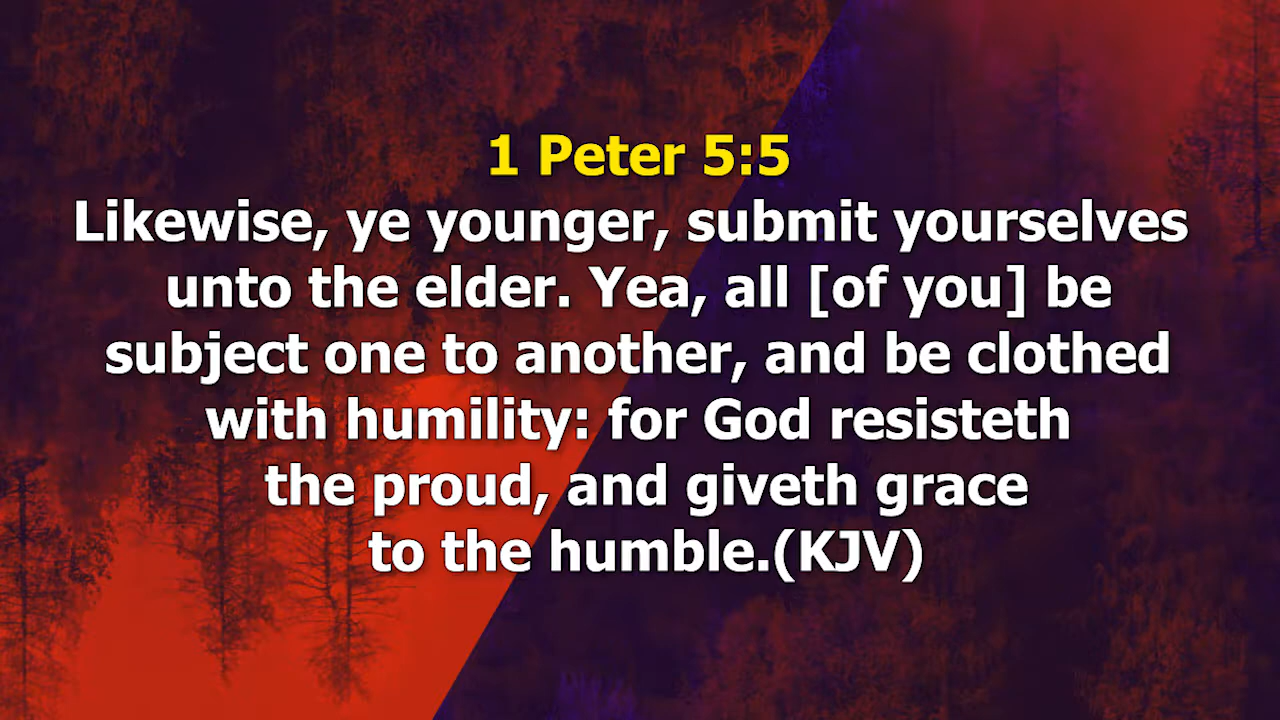 1 Peter 5:5
Likewise, ye younger, submit yourselves
unto the elder. Yea, all [of you] be
subject one to another, and be clothed
with humility: for God resisteth
the proud, and giveth grace
to the humble.(KJV)